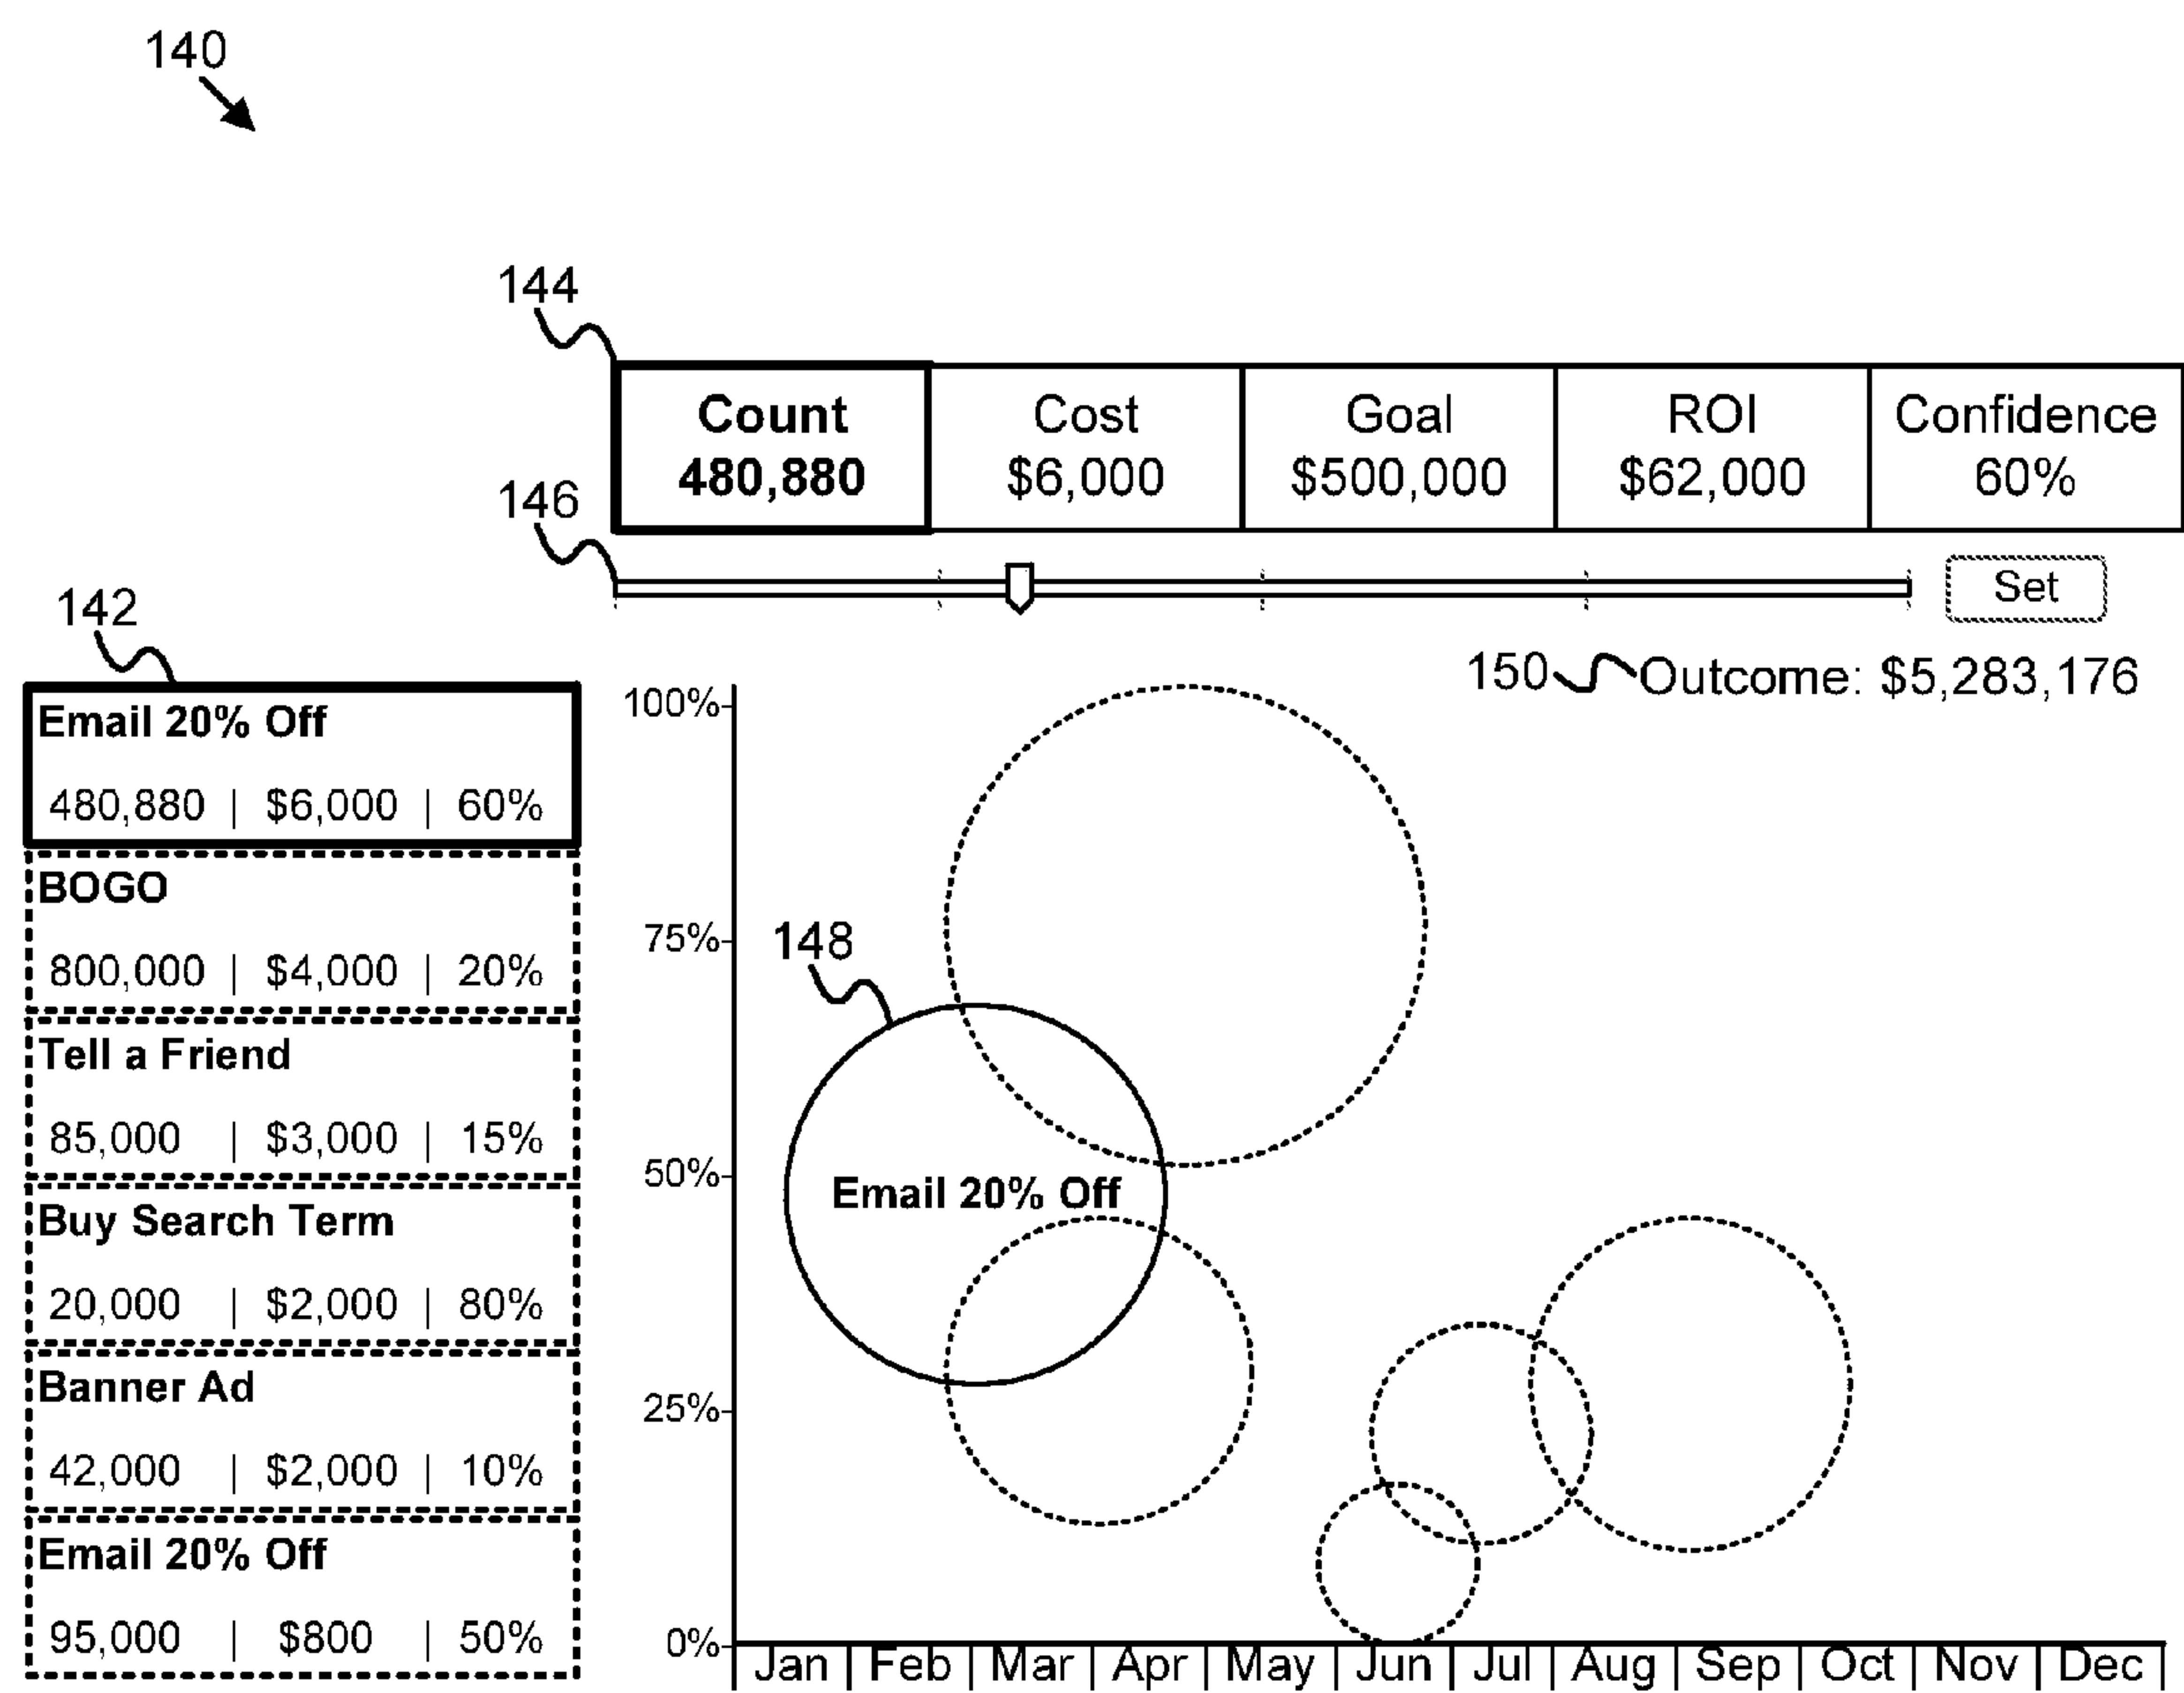 140
144
Count Cost Goal ROI Confidence
480,880 $6,000 $500,000 $62,000 60%
146
Set
142
150 Outcome: $5,283,176
Email 20% Off
480,880 | $6,000 | 60%
BOGO
800,000 | $4,000 | 20%
Tell a Friend
85,000 | $3,000 | 15%
Buy Search Term
20,000 | $2,000 | 80%
Banner Ad
42,000 | $2,000 | 10%
Email 20% Off
95,000 | $800 | 50%
100%
75%
148
50%
Email 20% Off
25%
0%
Jan Feb Mar Apr May Jun Jul Aug Sep Oct Nov Dec